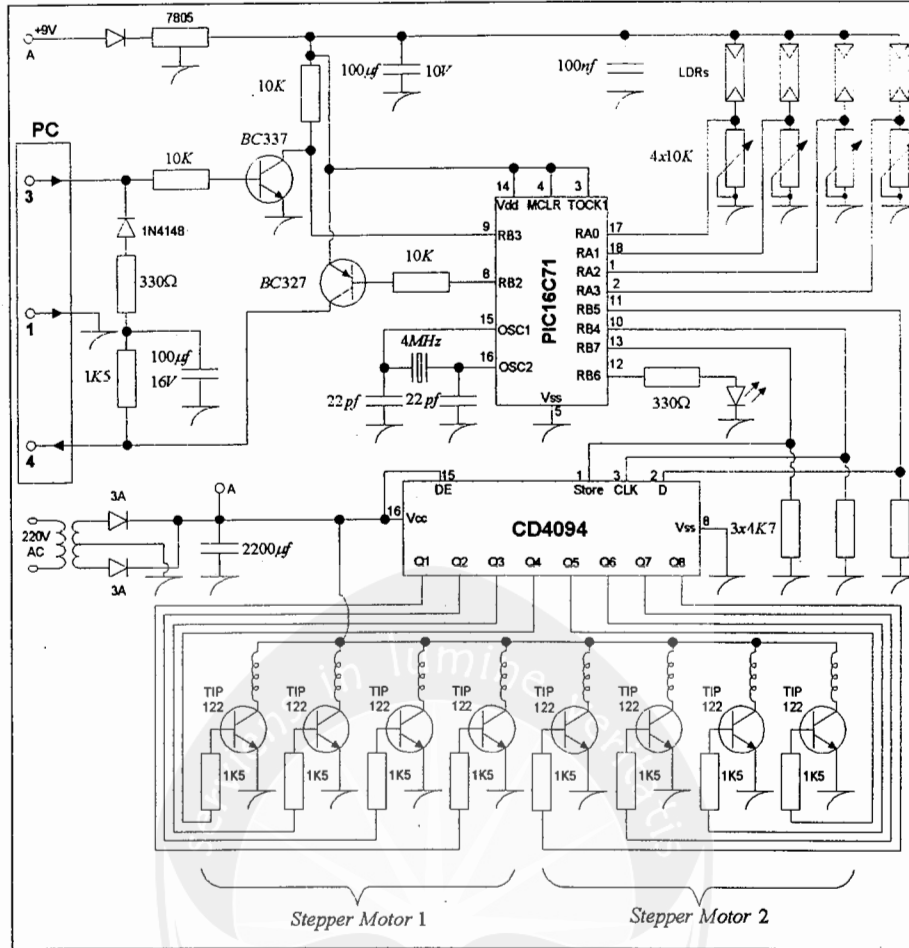 +9V
A
7805
10K
100µf
10V
100nf
LDRs
4x10K
PC
3
1
4
10K
BC337
1N4148
330Ω
1K5
100µf
16V
BC327
10K
14
4
3
Vdd
MCLR
TOCK1
PIC16C71
9
RB3
8
RB2
15
OSC1
16
OSC2
Vss
5
RA0
17
RA1
18
RA2
1
RA3
2
RB5
11
RB4
10
RB7
13
RB6
12
330Ω
4MHz
22pf
22pf
220V
AC
3A
3A
A
2200µf
16
Vcc
15
DE
1
Store
3
CLK
2
D
CD4094
Vss
8
3x4K7
Q1 Q2 Q3 Q4 Q5 Q6 Q7 Q8
TIP
122
TIP
122
TIP
122
TIP
122
TIP
122
TIP
122
TIP
122
TIP
122
1K5 1K5 1K5 1K5 1K5 1K5 1K5 1K5
Stepper Motor 1
Stepper Motor 2
in lumine veritatis